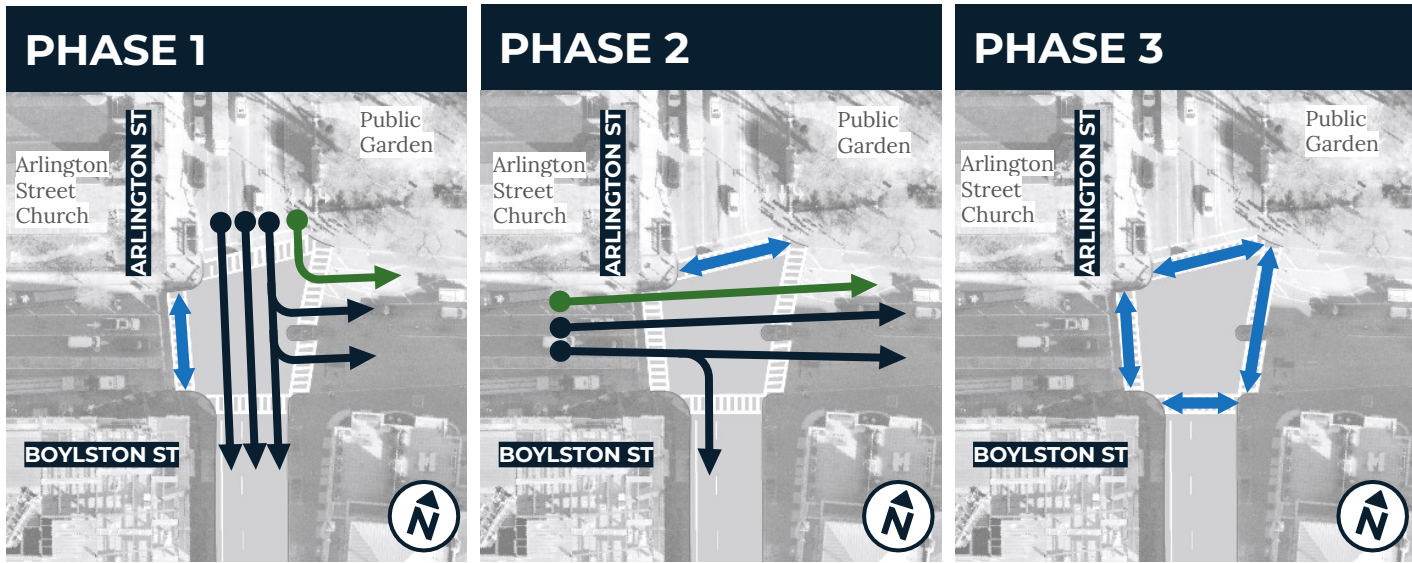 PHASE 1
ARLINGTON ST
Public
Garden
Arlington
Street
Church
BOYLSTON ST
N
PHASE 2
ARLINGTON ST
Public
Garden
Arlington
Street
Church
BOYLSTON ST
N
PHASE 3
ARLINGTON ST
Public
Garden
Arlington
Street
Church
BOYLSTON ST
N